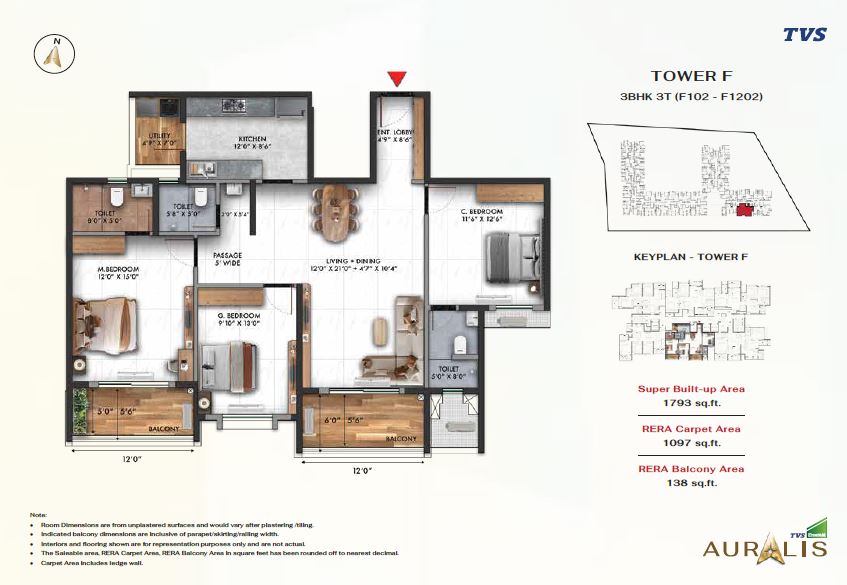 N
TVS
TOWER F
3BHK 3T (F102 - F1202)
UTILITY
4'9" X 7'0"
KITCHEN
12'0" X 8'6"
ENT. LOBBY
4'9" X 8'6"
TOILET
8'0" X 5'0"
TOILET
5'8" X 5'0"
C. BEDROOM
11'6" X 12'6"
PASSAGE
5' WIDE
LIVING + DINING
12'0" X 21'0" + 4'7" X 10'4"
M.BEDROOM
12'0" X 15'0"
G. BEDROOM
9'10" X 13'0"
TOILET
5'0" X 8'0"
5'0" 5'6"
BALCONY
6'0" 5'6"
BALCONY
12'0"
12'0"
KEYPLAN - TOWER F
Super Built-up Area
1793 sq.ft.
RERA Carpet Area
1097 sq.ft.
RERA Balcony Area
138 sq.ft.
Note:
• Room Dimensions are from unplastered surfaces and would vary after plastering /tiling.
• Indicated balcony dimensions are inclusive of parapet/skirting/railing width.
• Interiors and flooring shown are for representation purposes only and are not actual.
• The Saleable area, RERA Carpet Area, RERA Balcony Area in square feet has been rounded off to nearest decimal.
• Carpet Area includes ledge wall.
TVS Emerald
AURALIS